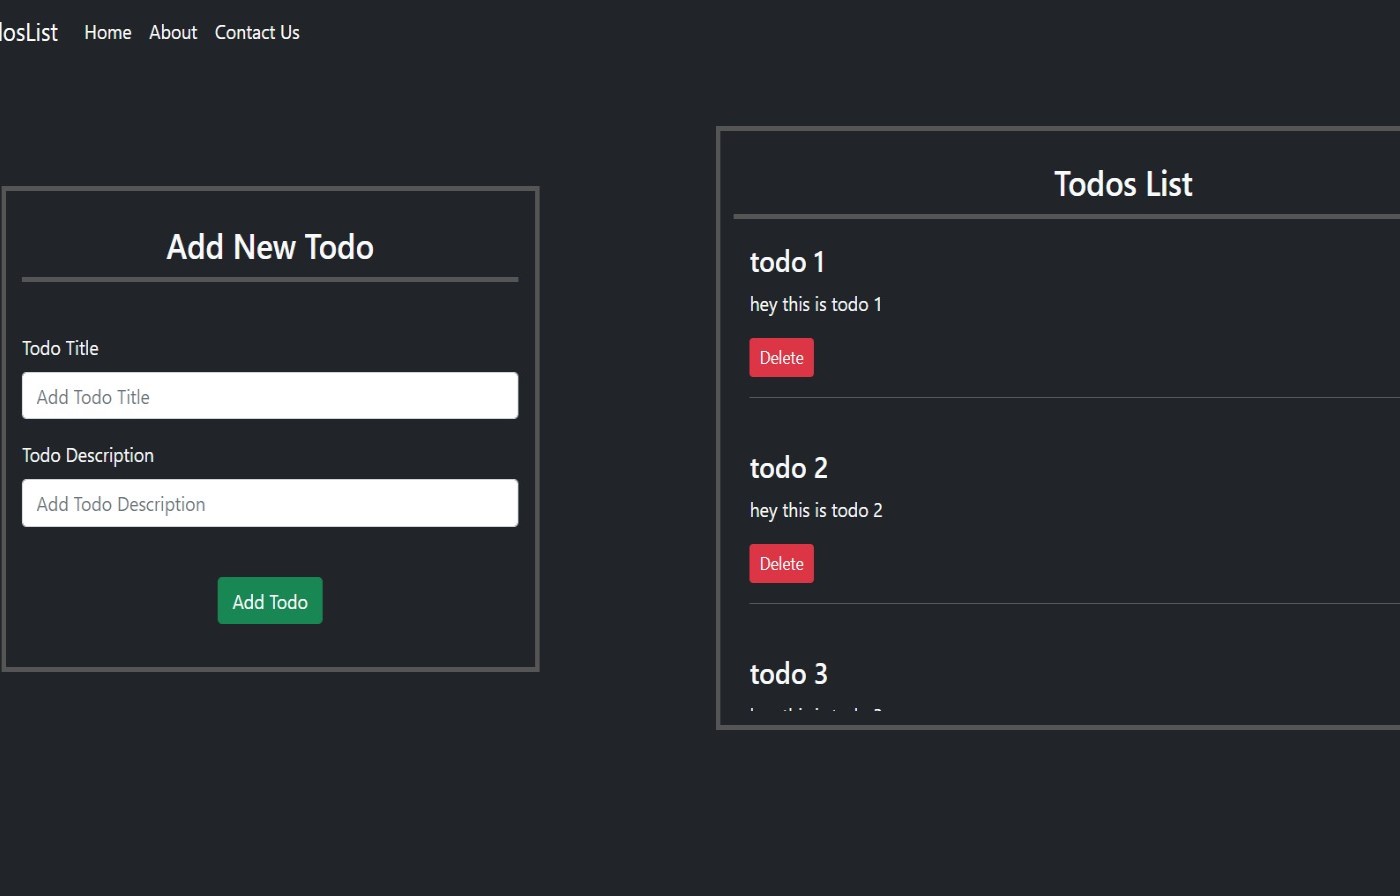 Home About Contact Us
Add New Todo
Todo Title
Add Todo Title
Todo Description
Add Todo Description
Add Todo
Todos List
todo 1
hey this is todo 1
Delete
todo 2
hey this is todo 2
Delete
todo 3